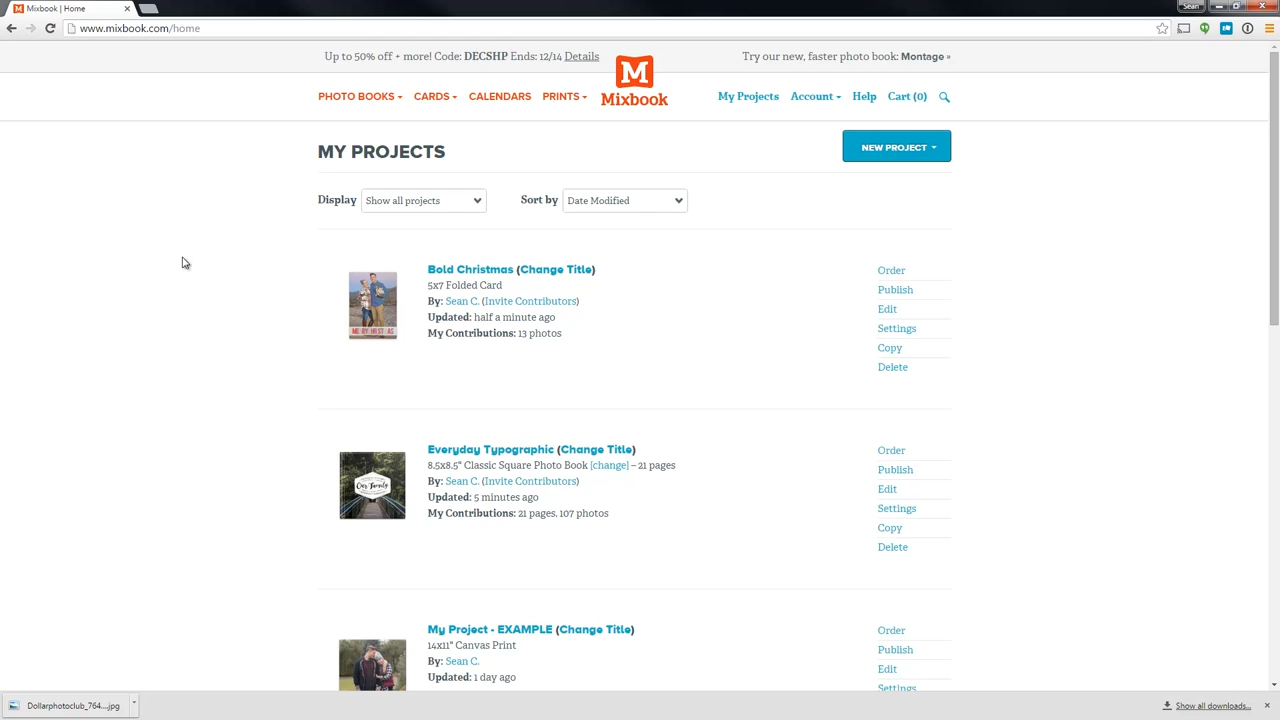 Mixbook | Home
Sean
www.mixbook.com/home
Up to 50% off + more! Code: DECSHP Ends: 12/14 Details
Try our new, faster photo book: Montage »
M
Mixbook
PHOTO BOOKS
CARDS
CALENDARS
PRINTS
My Projects
Account
Help
Cart (0)
MY PROJECTS
NEW PROJECT
Display
Show all projects
Sort by
Date Modified
Bold Christmas (Change Title)
5x7 Folded Card
By: Sean C. (Invite Contributors)
Updated: half a minute ago
My Contributions: 13 photos
Order
Publish
Edit
Settings
Copy
Delete
Everyday Typographic (Change Title)
8.5x8.5" Classic Square Photo Book [change] – 21 pages
By: Sean C. (Invite Contributors)
Updated: 5 minutes ago
My Contributions: 21 pages, 107 photos
Our Family
Order
Publish
Edit
Settings
Copy
Delete
My Project - EXAMPLE (Change Title)
14x11" Canvas Print
By: Sean C.
Updated: 1 day ago
Order
Publish
Edit
Settings
Dollarphotoclub_764....jpg
Show all downloads...